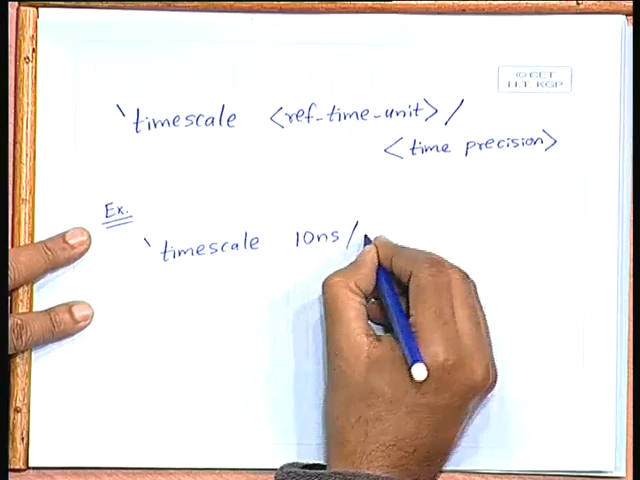 © CET
I.I.T. KGP
`timescale <ref-time-unit> /
<time precision>
Ex.
`timescale 10ns /